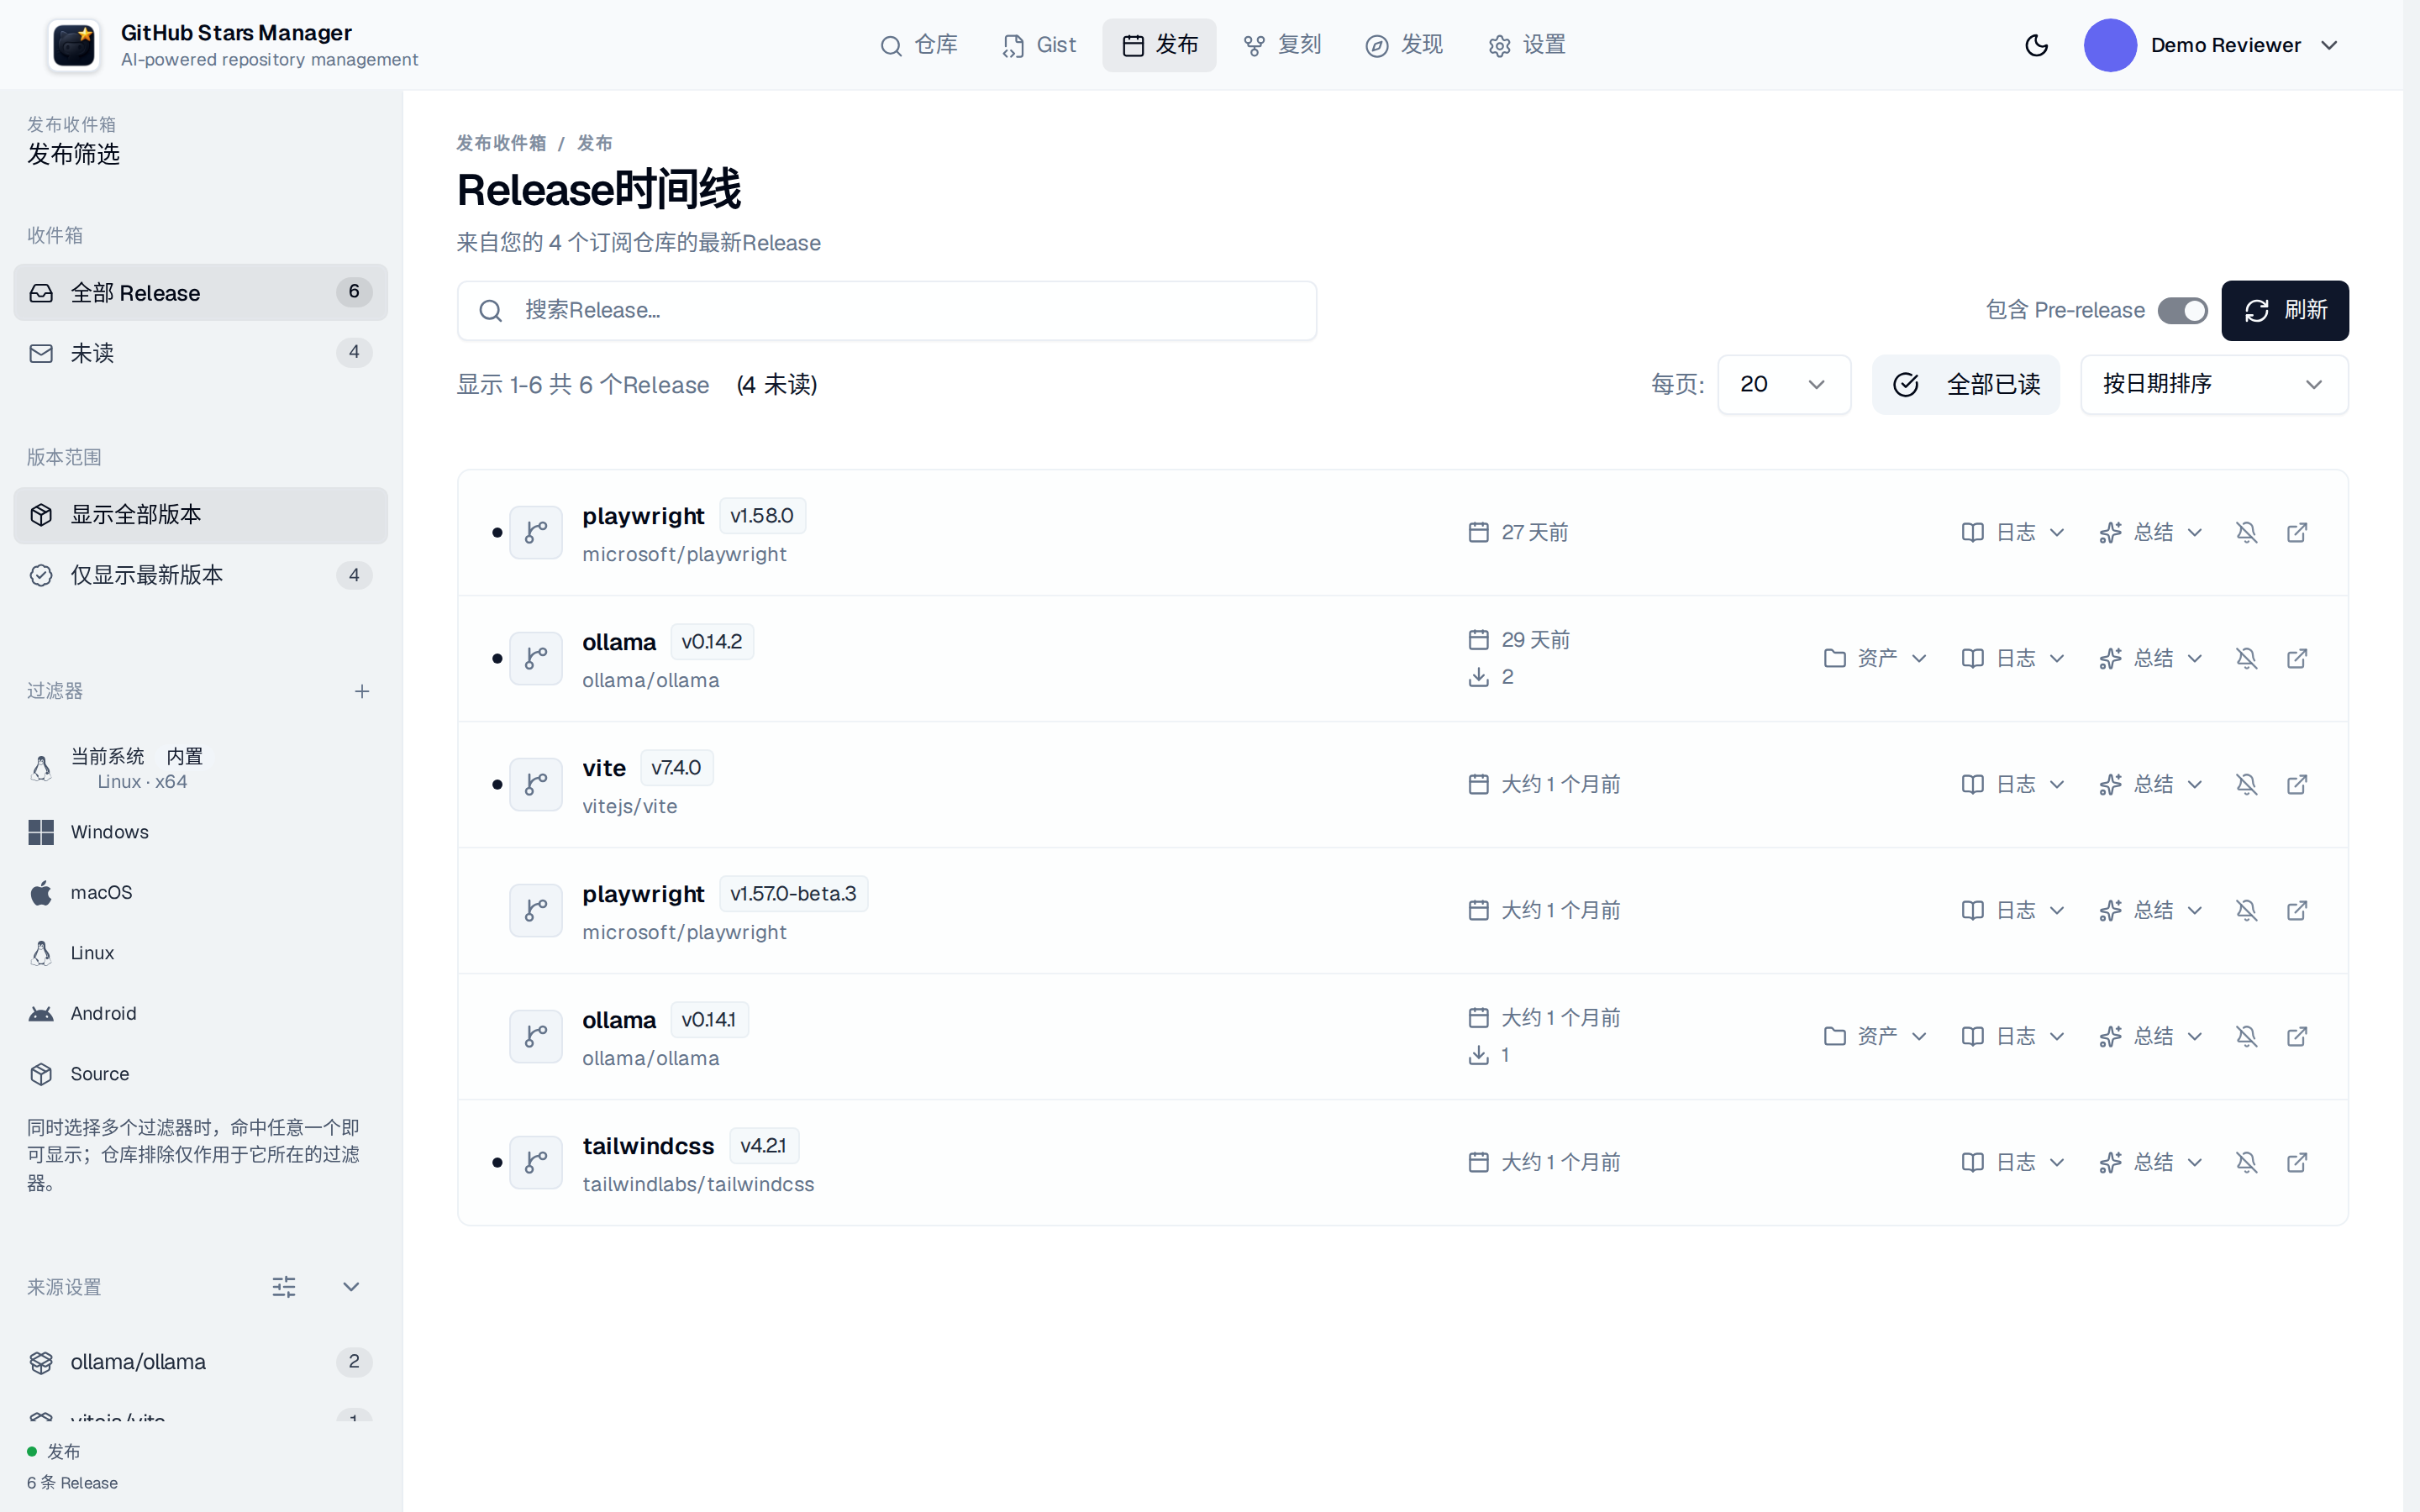 GitHub Stars Manager
AI-powered repository management
仓库
Gist
发布
复刻
发现
设置
Demo Reviewer
发布收件箱
发布筛选
收件箱
全部 Release 6
未读 4
版本范围
显示全部版本
仅显示最新版本 4
过滤器
当前系统 内置
Linux · x64
Windows
macOS
Linux
Android
Source
同时选择多个过滤器时，命中任意一个即
可显示；仓库排除仅作用于它所在的过滤
器。
来源设置
ollama/ollama 2
vitejs/vite 1
发布
6 条 Release
发布收件箱 / 发布
Release时间线
来自您的 4 个订阅仓库的最新Release
搜索Release...
包含 Pre-release
刷新
显示 1-6 共 6 个Release (4 未读)
每页: 20
全部已读
按日期排序
playwright v1.58.0
microsoft/playwright
27 天前
日志 总结
ollama v0.14.2
ollama/ollama
29 天前
2
资产 日志 总结
vite v7.4.0
vitejs/vite
大约 1 个月前
日志 总结
playwright v1.57.0-beta.3
microsoft/playwright
大约 1 个月前
日志 总结
ollama v0.14.1
ollama/ollama
大约 1 个月前
1
资产 日志 总结
tailwindcss v4.2.1
tailwindlabs/tailwindcss
大约 1 个月前
日志 总结